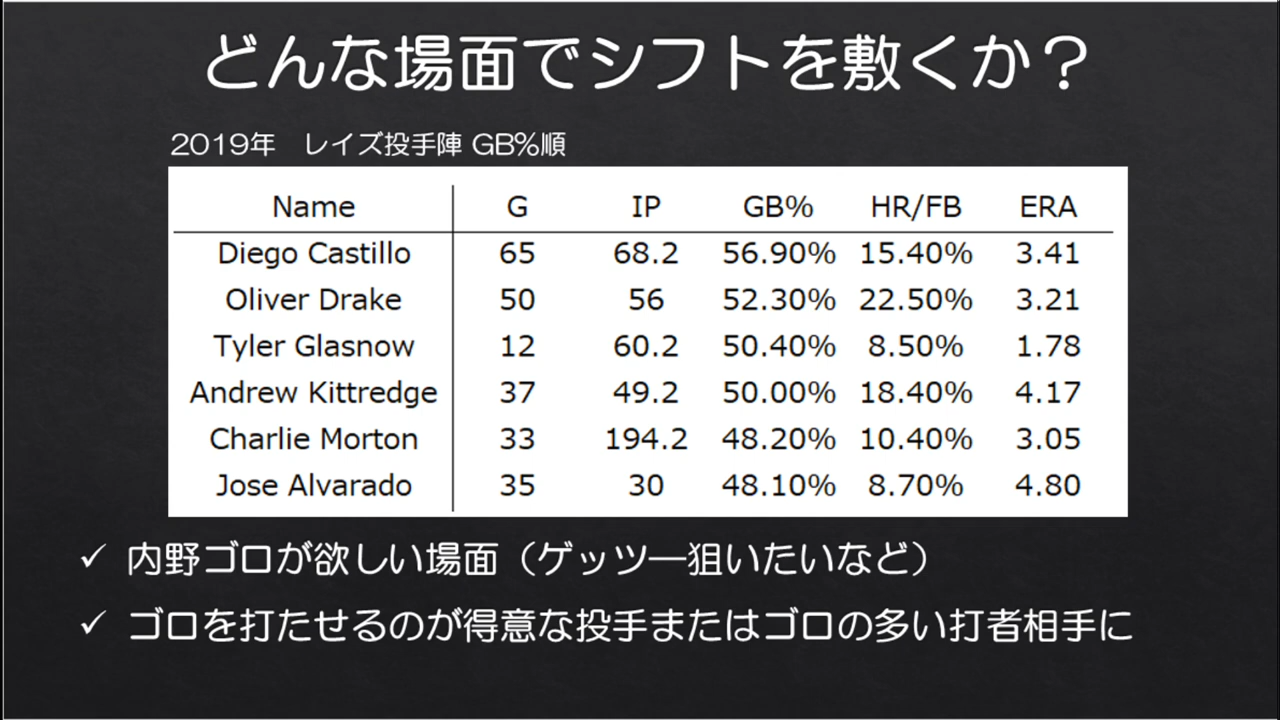 どんな場面でシフトを敷くか？
2019年　レイズ投手陣 GB%順
Name G IP GB% HR/FB ERA
Diego Castillo 65 68.2 56.90% 15.40% 3.41
Oliver Drake 50 56 52.30% 22.50% 3.21
Tyler Glasnow 12 60.2 50.40% 8.50% 1.78
Andrew Kittredge 37 49.2 50.00% 18.40% 4.17
Charlie Morton 33 194.2 48.20% 10.40% 3.05
Jose Alvarado 35 30 48.10% 8.70% 4.80
✓ 内野ゴロが欲しい場面（ゲッツ―狙いたいなど）
✓ ゴロを打たせるのが得意な投手またはゴロの多い打者相手に